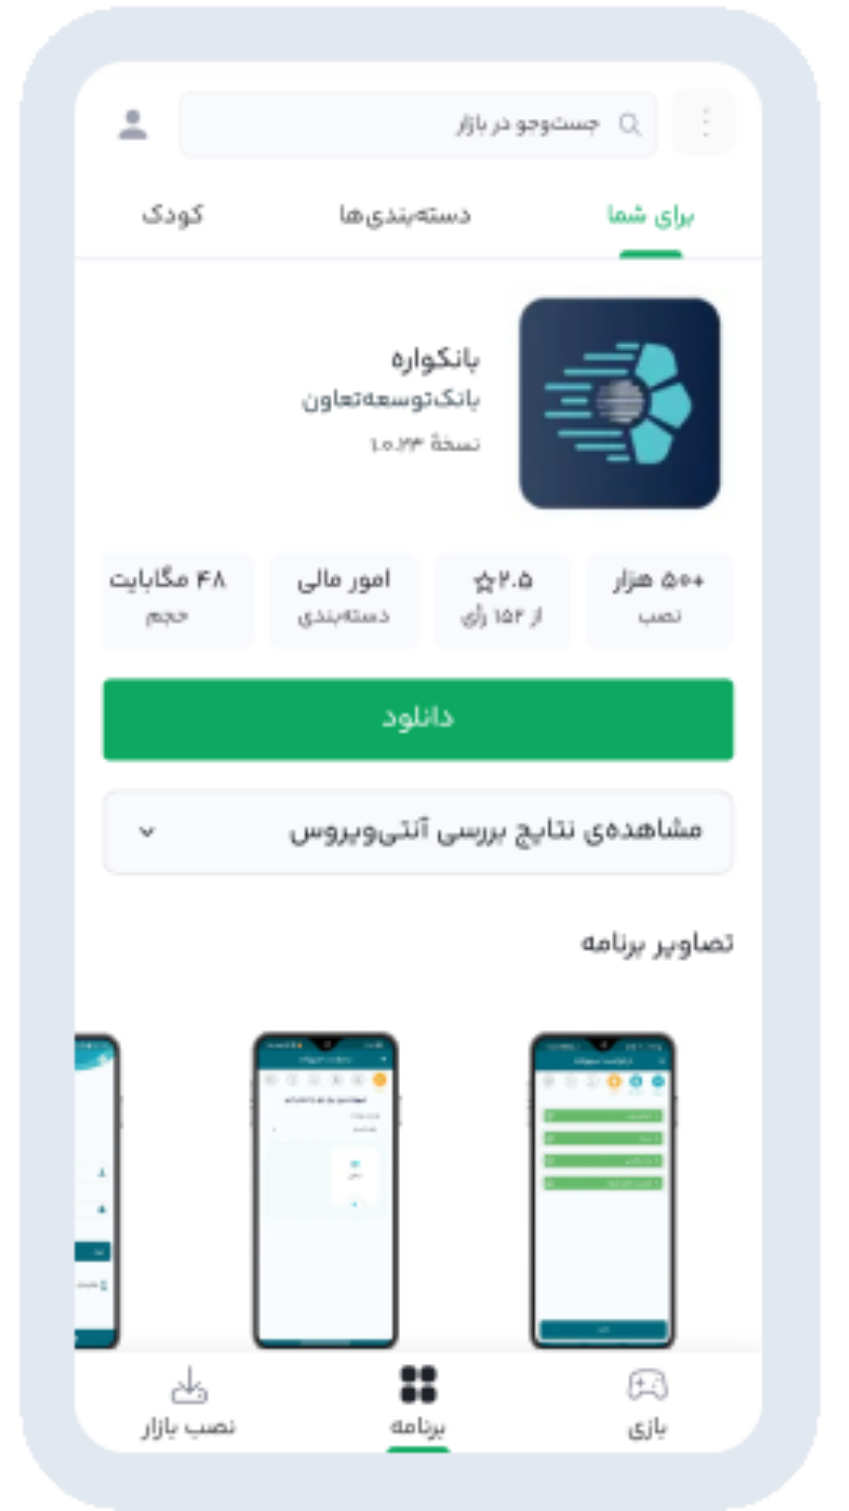 جست‌وجو در بازار
برای شما
دسته‌بندی‌ها
کودک
بانکواره
بانک‌توسعه‌تعاون
نسخهٔ ۱.۰.۲۳
+۵۰ هزار
نصب
۲.۵
از ۱۵۲ رأی
امور مالی
دسته‌بندی
۴۸ مگابایت
حجم
دانلود
مشاهده‌ی نتایج بررسی آنتی‌ویروس
تصاویر برنامه
بازی
برنامه
نصب بازار